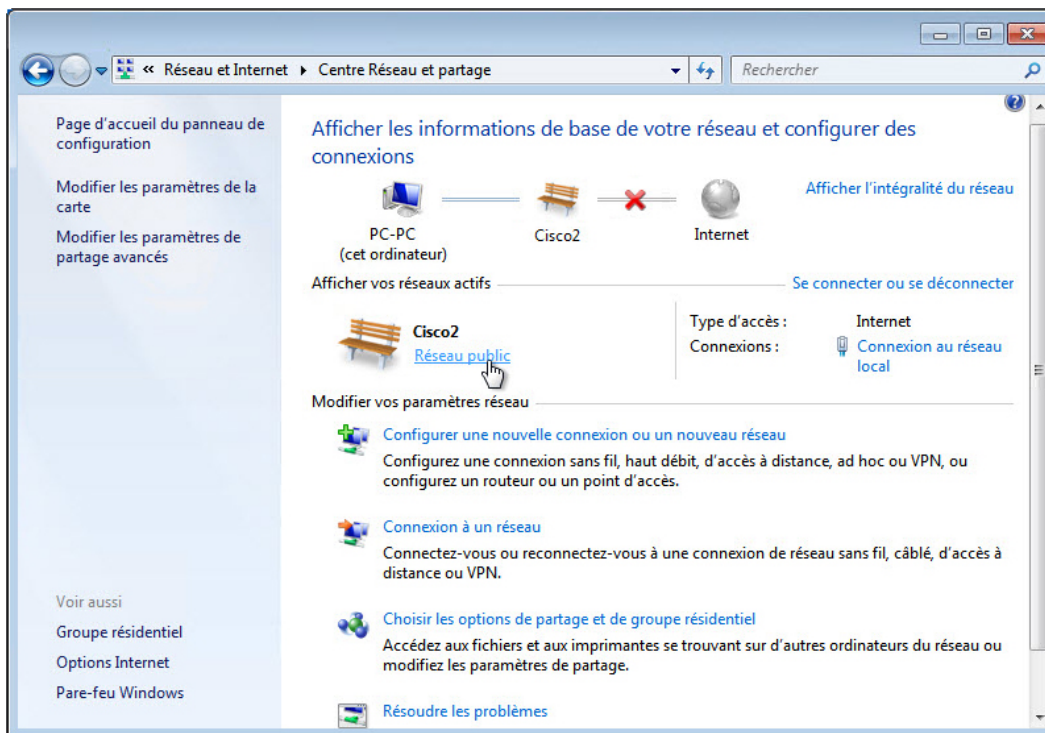 « Réseau et Internet ▸ Centre Réseau et partage
Rechercher
Page d'accueil du panneau de
configuration
Modifier les paramètres de la
carte
Modifier les paramètres de
partage avancés
Voir aussi
Groupe résidentiel
Options Internet
Pare-feu Windows
Afficher les informations de base de votre réseau et configurer des
connexions
Afficher l'intégralité du réseau
PC-PC
(cet ordinateur)
Cisco2
Internet
Afficher vos réseaux actifs
Se connecter ou se déconnecter
Cisco2
Réseau public
Type d'accès : Internet
Connexions : Connexion au réseau
local
Modifier vos paramètres réseau
Configurer une nouvelle connexion ou un nouveau réseau
Configurez une connexion sans fil, haut débit, d'accès à distance, ad hoc ou VPN, ou
configurez un routeur ou un point d'accès.
Connexion à un réseau
Connectez-vous ou reconnectez-vous à une connexion de réseau sans fil, câblé, d'accès à
distance ou VPN.
Choisir les options de partage et de groupe résidentiel
Accédez aux fichiers et aux imprimantes se trouvant sur d'autres ordinateurs du réseau ou
modifiez les paramètres de partage.
Résoudre les problèmes